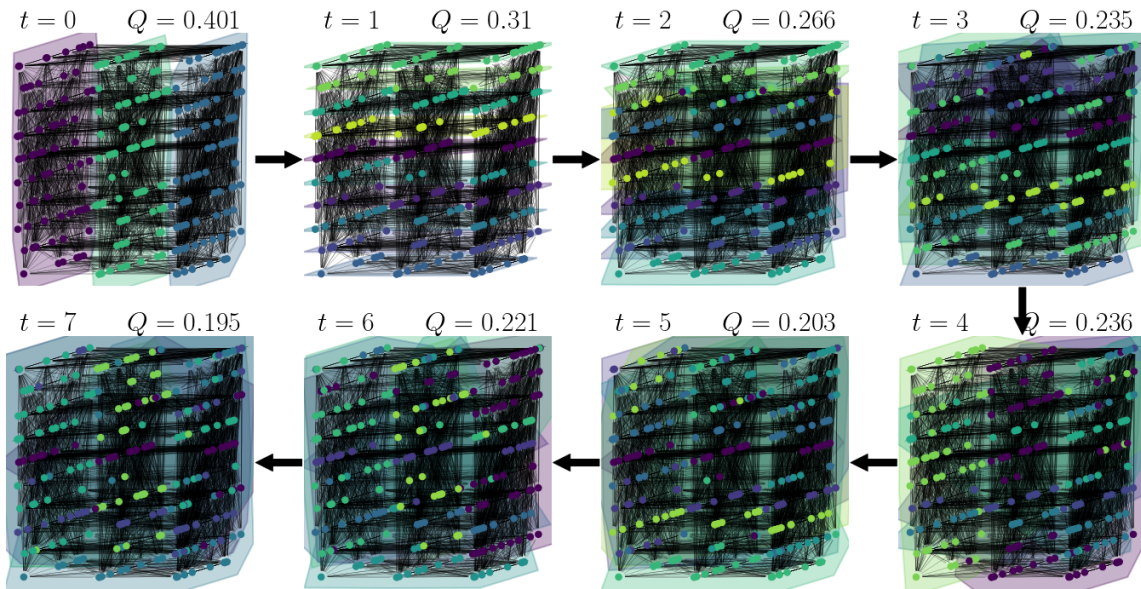 t = 0 Q = 0.401
t = 1 Q = 0.31
t = 2 Q = 0.266
t = 3 Q = 0.235
t = 7 Q = 0.195
t = 6 Q = 0.221
t = 5 Q = 0.203
t = 4 Q = 0.236